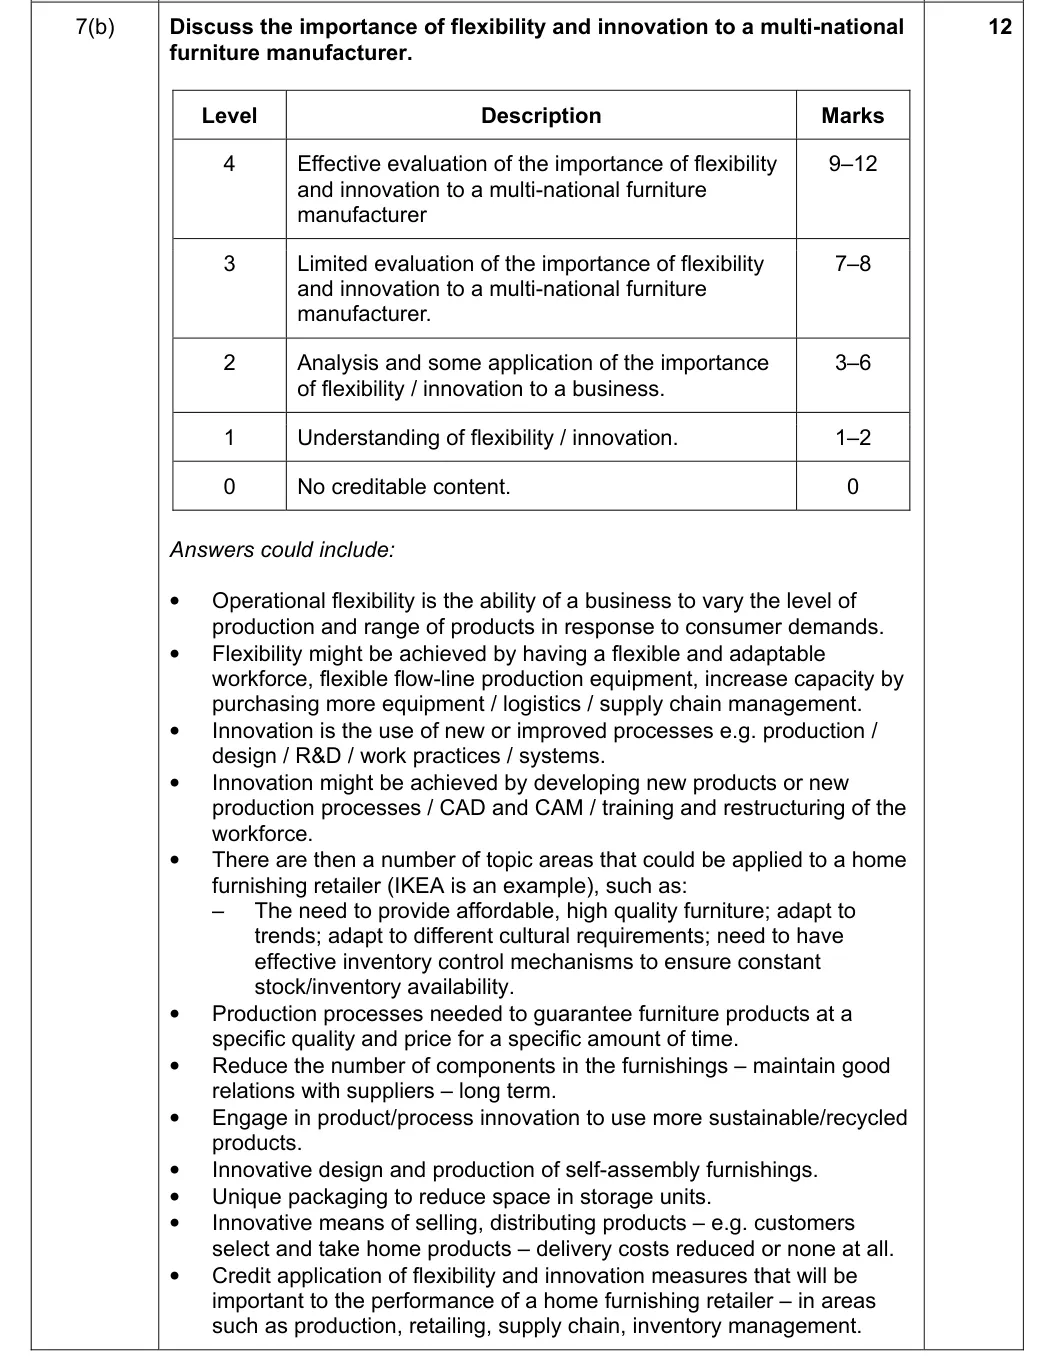 7(b)
Discuss the importance of flexibility and innovation to a multi-national
furniture manufacturer.
12
Level Description Marks
4 Effective evaluation of the importance of flexibility 9–12
and innovation to a multi-national furniture
manufacturer
3 Limited evaluation of the importance of flexibility 7–8
and innovation to a multi-national furniture
manufacturer.
2 Analysis and some application of the importance 3–6
of flexibility / innovation to a business.
1 Understanding of flexibility / innovation. 1–2
0 No creditable content. 0
Answers could include:
• Operational flexibility is the ability of a business to vary the level of
production and range of products in response to consumer demands.
• Flexibility might be achieved by having a flexible and adaptable
workforce, flexible flow-line production equipment, increase capacity by
purchasing more equipment / logistics / supply chain management.
• Innovation is the use of new or improved processes e.g. production /
design / R&D / work practices / systems.
• Innovation might be achieved by developing new products or new
production processes / CAD and CAM / training and restructuring of the
workforce.
• There are then a number of topic areas that could be applied to a home
furnishing retailer (IKEA is an example), such as:
– The need to provide affordable, high quality furniture; adapt to
trends; adapt to different cultural requirements; need to have
effective inventory control mechanisms to ensure constant
stock/inventory availability.
• Production processes needed to guarantee furniture products at a
specific quality and price for a specific amount of time.
• Reduce the number of components in the furnishings – maintain good
relations with suppliers – long term.
• Engage in product/process innovation to use more sustainable/recycled
products.
• Innovative design and production of self-assembly furnishings.
• Unique packaging to reduce space in storage units.
• Innovative means of selling, distributing products – e.g. customers
select and take home products – delivery costs reduced or none at all.
• Credit application of flexibility and innovation measures that will be
important to the performance of a home furnishing retailer – in areas
such as production, retailing, supply chain, inventory management.